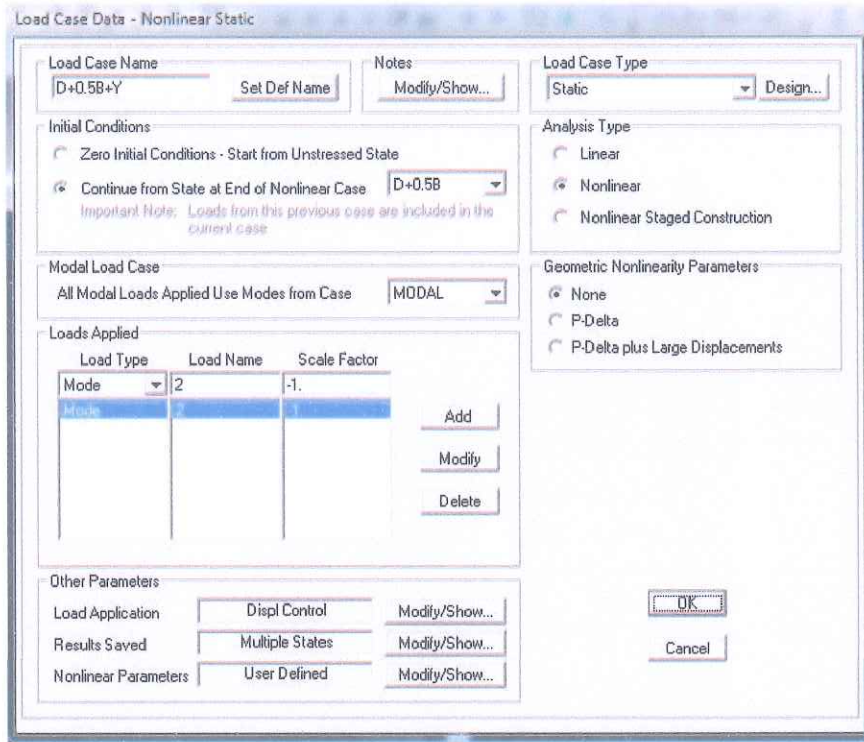 Load Case Data - Nonlinear Static
Load Case Name
D+0.5B+Y
Set Def Name
Notes
Modify/Show...
Load Case Type
Static
Design...
Initial Conditions
Zero Initial Conditions - Start from Unstressed State
Continue from State at End of Nonlinear Case
D+0.5B
Important Note: Loads from this previous case are included in the
current case
Analysis Type
Linear
Nonlinear
Nonlinear Staged Construction
Modal Load Case
All Modal Loads Applied Use Modes from Case
MODAL
Geometric Nonlinearity Parameters
None
P-Delta
P-Delta plus Large Displacements
Loads Applied
Load Type Load Name Scale Factor
Mode 2 -1.
Mode 2 -1.
Add
Modify
Delete
Other Parameters
Load Application Displ Control Modify/Show...
Results Saved Multiple States Modify/Show...
Nonlinear Parameters User Defined Modify/Show...
OK
Cancel